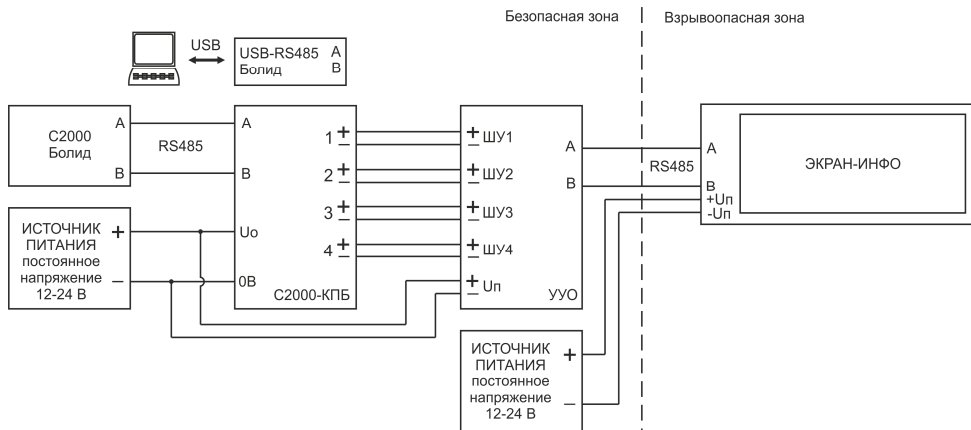 Безопасная зона
Взрывоопасная зона
USB
USB-RS485 A
Болид B
С2000
Болид
A
B
RS485
A
B
Uo
0В
1 + –
2 + –
3 + –
4 + –
С2000-КПБ
+ – ШУ1
+ – ШУ2
+ – ШУ3
+ – ШУ4
+ – Uп
A
B
УУО
RS485
A
B
+Uп
-Uп
ЭКРАН-ИНФО
ИСТОЧНИК
ПИТАНИЯ
постоянное
напряжение
12-24 В
+
–
ИСТОЧНИК
ПИТАНИЯ
постоянное
напряжение
12-24 В
+
–